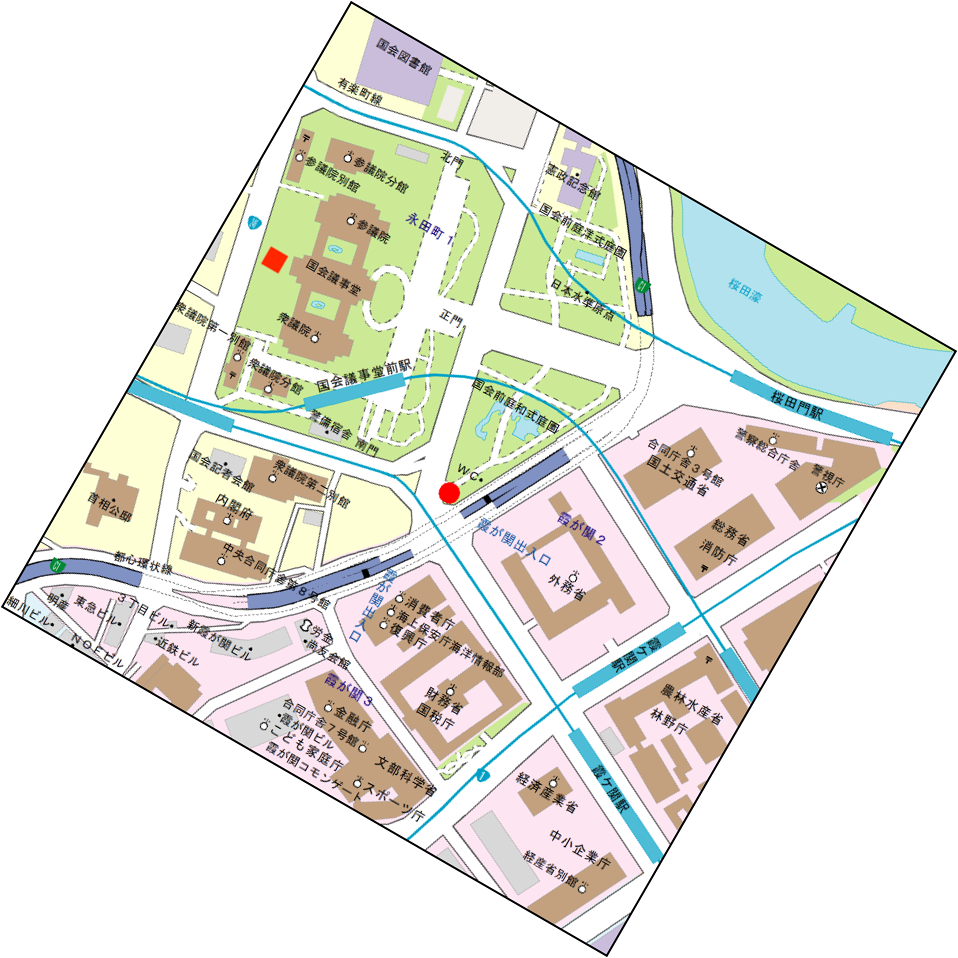 国会図書館
有楽町線
北門
参議院別館
参議院分館
憲政記念館
参議院
永田町1
国会前庭洋式庭園
国会議事堂
日本水準原点
桜田濠
衆議院
正門
衆議院第一別館
衆議院分館
国会議事堂前駅
国会前庭和式庭園
桜田門駅
警備宿舎
南門
警察総合庁舎
合同庁舎3号館
国土交通省
警視庁
W.C.
国会記者会館
衆議院第二別館
首相公邸
内閣府
霞が関出入口
霞が関2
総務省
消防庁
中央合同庁舎第8号館
都心環状線
C1
C1
外務省
霞が関出入口
消費者庁
海上保安庁海洋情報部
復興庁
明産
東急ビル
3丁目ビル
新霞が関ビル
細川ビル
NOEビル
近鉄ビル
労金
尚友会館
霞ケ関駅
霞が関3
財務省
国税庁
農林水産省
林野庁
金融庁
合同庁舎7号館
霞が関ビル
こども家庭庁
霞が関コモンゲート
文部科学省
スポーツ庁
1
霞ケ関駅
経済産業省
中小企業庁
経産省別館